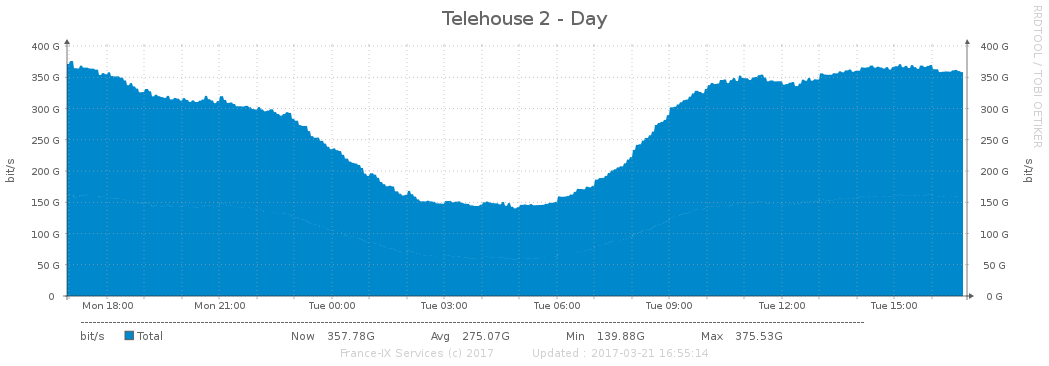 Telehouse 2 - Day
RRDTOOL / TOBI OETIKER
400 G 400 G
350 G 350 G
300 G 300 G
250 G 250 G
200 G 200 G
150 G 150 G
100 G 100 G
50 G 50 G
0 0 G
bit/s bit/s
Mon 18:00 Mon 21:00 Tue 00:00 Tue 03:00 Tue 06:00 Tue 09:00 Tue 12:00 Tue 15:00
bit/s Total Now 357.78G Avg 275.07G Min 139.88G Max 375.53G
France-IX Services (c) 2017 Updated : 2017-03-21 16:55:14